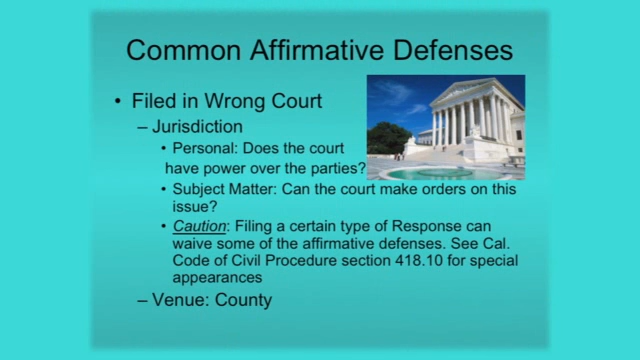 Common Affirmative Defenses
• Filed in Wrong Court
– Jurisdiction
• Personal: Does the court
have power over the parties?
• Subject Matter: Can the court make orders on this
issue?
• Caution: Filing a certain type of Response can
waive some of the affirmative defenses. See Cal.
Code of Civil Procedure section 418.10 for special
appearances
– Venue: County